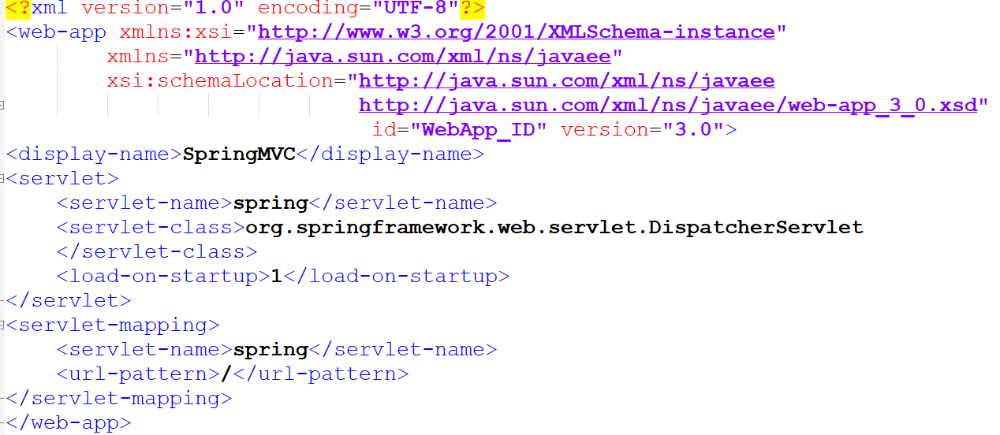 <?xml version="1.0" encoding="UTF-8"?>
<web-app xmlns:xsi="http://www.w3.org/2001/XMLSchema-instance"
xmlns="http://java.sun.com/xml/ns/javaee"
xsi:schemaLocation="http://java.sun.com/xml/ns/javaee
http://java.sun.com/xml/ns/javaee/web-app_3_0.xsd"
id="WebApp_ID" version="3.0">
<display-name>SpringMVC</display-name>
<servlet>
<servlet-name>spring</servlet-name>
<servlet-class>org.springframework.web.servlet.DispatcherServlet
</servlet-class>
<load-on-startup>1</load-on-startup>
</servlet>
<servlet-mapping>
<servlet-name>spring</servlet-name>
<url-pattern>/</url-pattern>
</servlet-mapping>
</web-app>